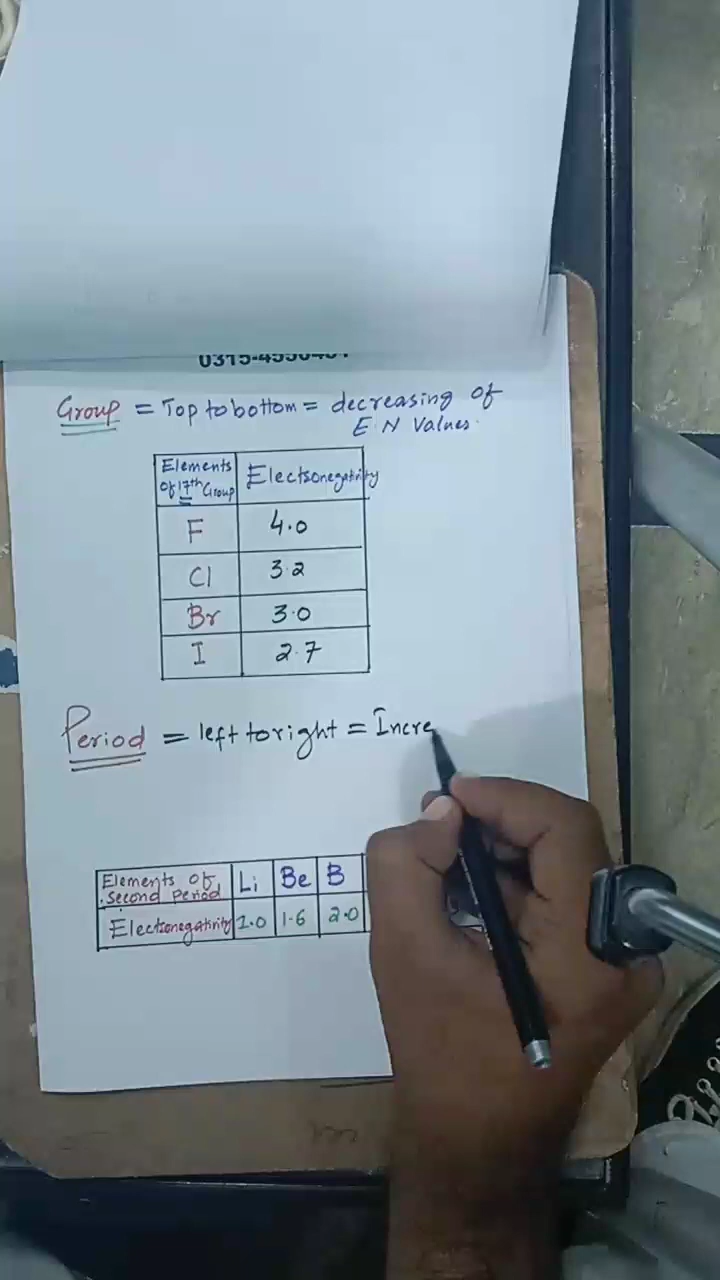 Group = Top to bottom = decreasing of
E.N Values.
Elements
of 17th Group
Electsonegativity
F 4.0
Cl 3.2
Br 3.0
I 2.7
Period = left to right = Incre
Elements of
second Period
Li Be B
Electsonegativity 1.0 1.6 2.0